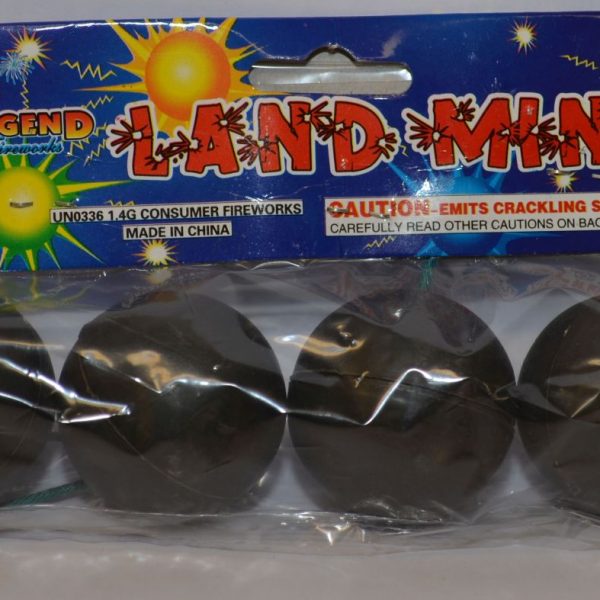 GEND
Fireworks
LAND MIN
UN0336 1.4G CONSUMER FIREWORKS
MADE IN CHINA
CAUTION-EMITS CRACKLING S
CAREFULLY READ OTHER CAUTIONS ON BAC